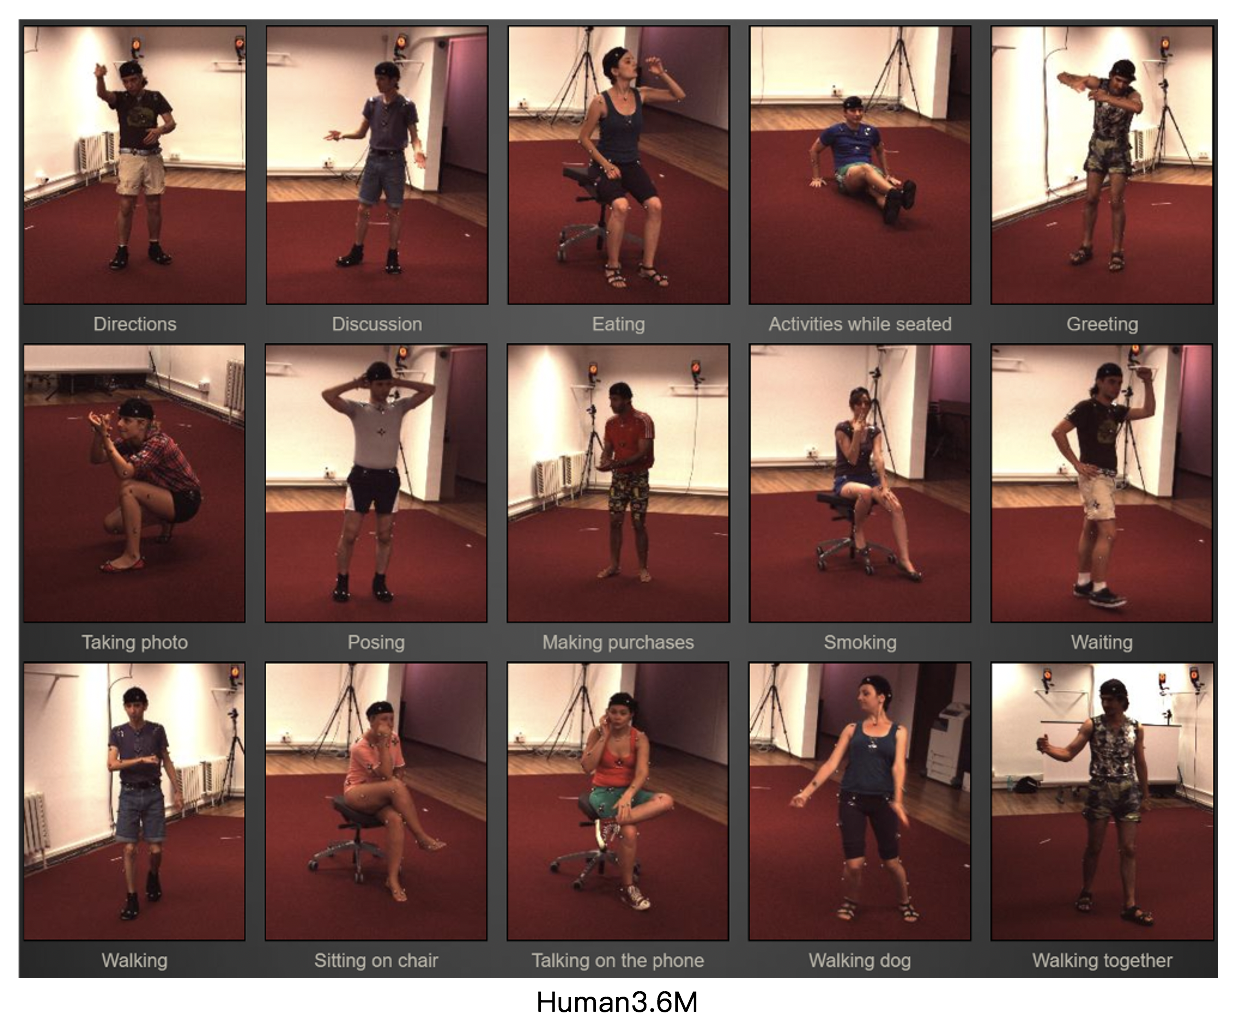 Directions
Discussion
Eating
Activities while seated
Greeting
Taking photo
Posing
Making purchases
Smoking
Waiting
Walking
Sitting on chair
Talking on the phone
Walking dog
Walking together
Human3.6M